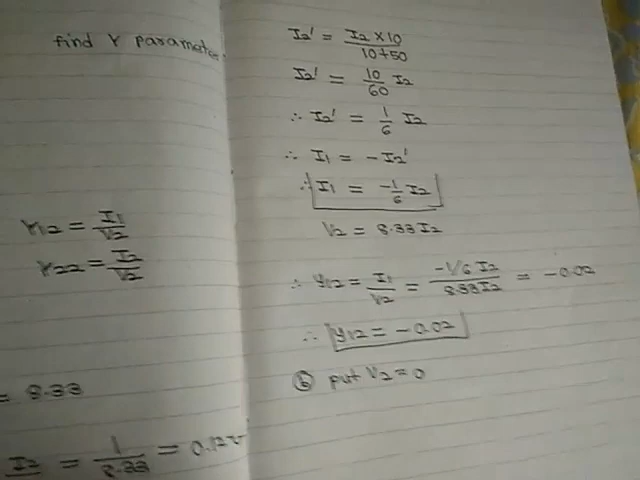 find Y parameter.
Y12 = I1/V2
Y22 = I2/V2
= 8.33
I2 = 1/8.33 = 0.12
I2' = I2 × 10 / 10+50
I2' = 10/60 I2
∴ I2' = 1/6 I2
∴ I1 = -I2'
∴ I1 = -1/6 I2
V2 = 8.33 I2
∴ Y12 = I1/V2 = -1/6 I2 / 8.33 I2 = -0.02
∴ Y12 = -0.02
ⓑ put V2 = 0